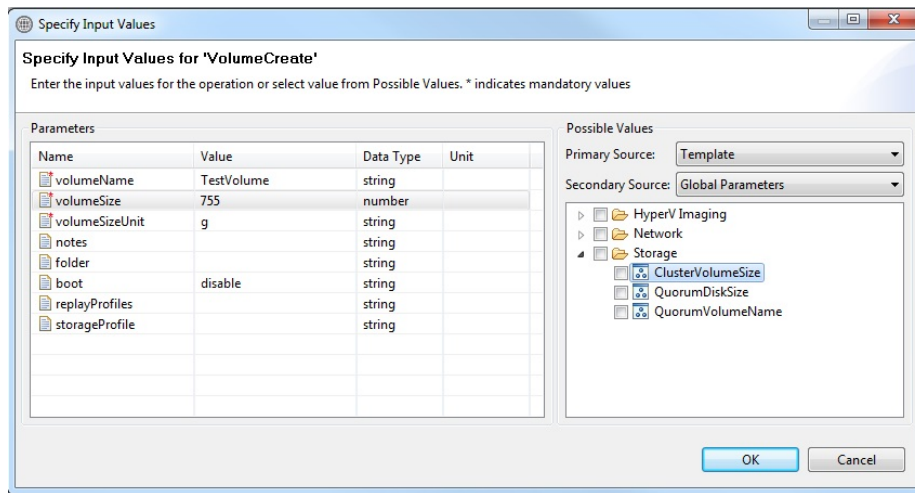 Specify Input Values
Specify Input Values for 'VolumeCreate'
Enter the input values for the operation or select value from Possible Values. * indicates mandatory values
Parameters
Name Value Data Type Unit
* volumeName TestVolume string
* volumeSize 755 number
* volumeSizeUnit g string
notes string
folder string
boot disable string
replayProfiles string
storageProfile string
Possible Values
Primary Source: Template
Secondary Source: Global Parameters
HyperV Imaging
Network
Storage
ClusterVolumeSize
QuorumDiskSize
QuorumVolumeName
OK Cancel